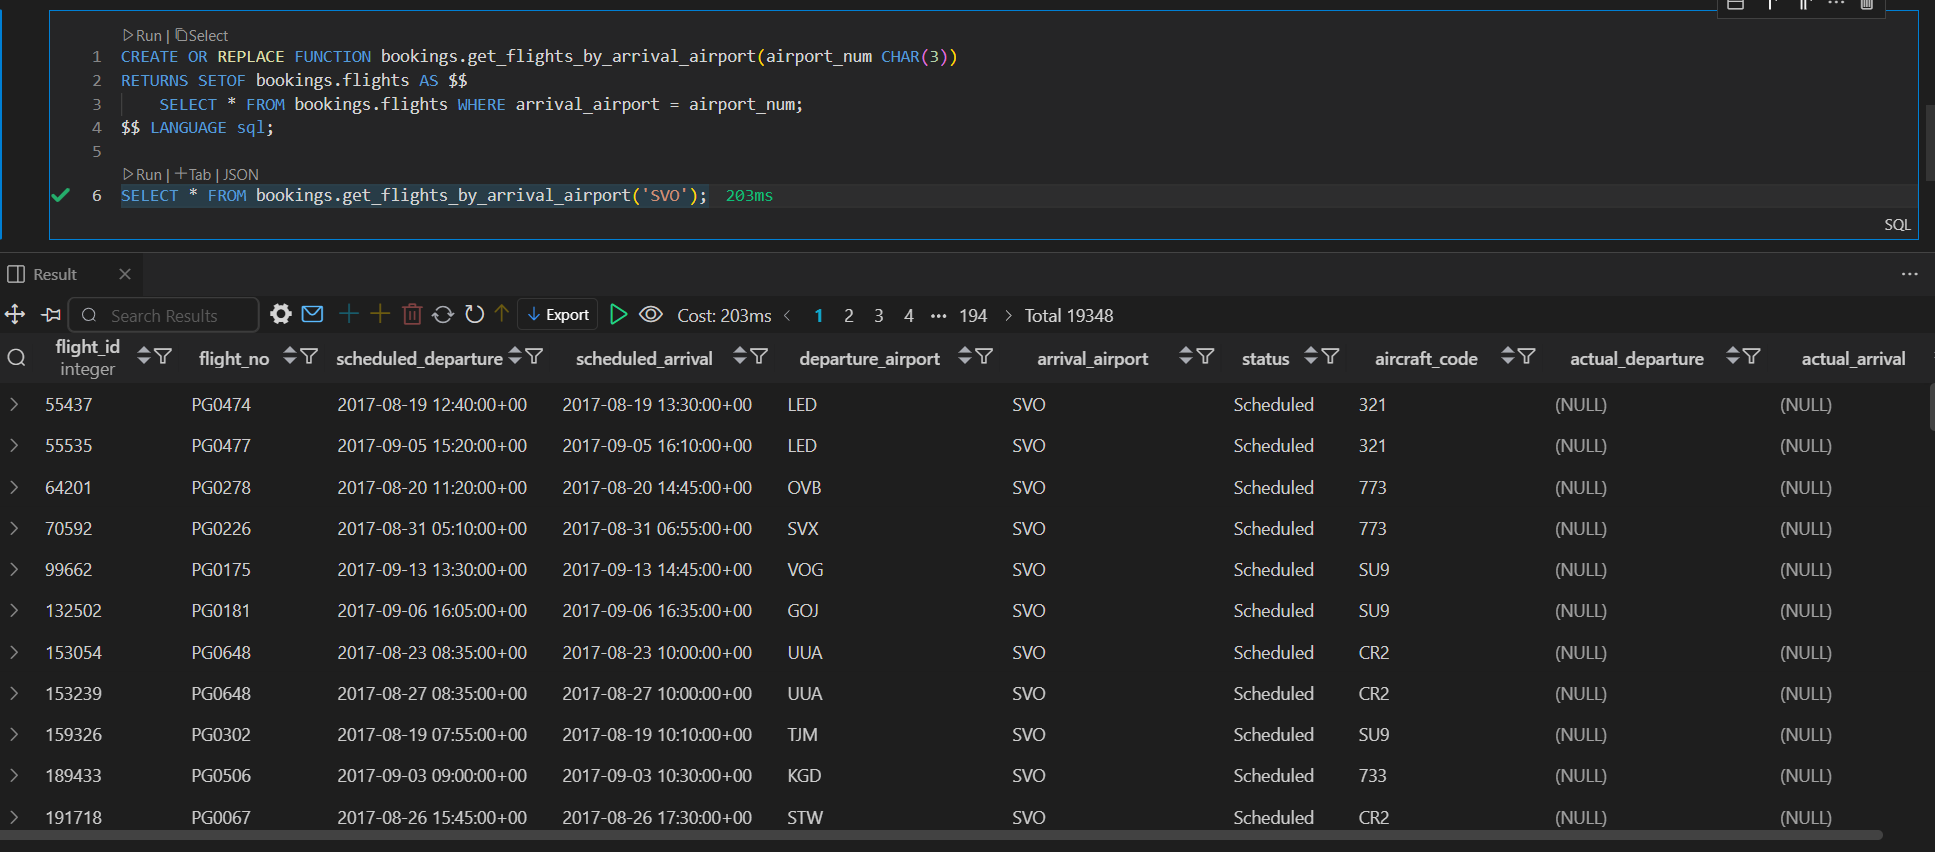 Run | Select
1 CREATE OR REPLACE FUNCTION bookings.get_flights_by_arrival_airport(airport_num CHAR(3))
2 RETURNS SETOF bookings.flights AS $$
3 SELECT * FROM bookings.flights WHERE arrival_airport = airport_num;
4 $$ LANGUAGE sql;
5
Run | +Tab | JSON
6 SELECT * FROM bookings.get_flights_by_arrival_airport('SVO'); 203ms
SQL
Result
Search Results Export Cost: 203ms 1 2 3 4 ••• 194 Total 19348
flight_id flight_no scheduled_departure scheduled_arrival departure_airport arrival_airport status aircraft_code actual_departure actual_arrival
integer
55437 PG0474 2017-08-19 12:40:00+00 2017-08-19 13:30:00+00 LED SVO Scheduled 321 (NULL) (NULL)
55535 PG0477 2017-09-05 15:20:00+00 2017-09-05 16:10:00+00 LED SVO Scheduled 321 (NULL) (NULL)
64201 PG0278 2017-08-20 11:20:00+00 2017-08-20 14:45:00+00 OVB SVO Scheduled 773 (NULL) (NULL)
70592 PG0226 2017-08-31 05:10:00+00 2017-08-31 06:55:00+00 SVX SVO Scheduled 773 (NULL) (NULL)
99662 PG0175 2017-09-13 13:30:00+00 2017-09-13 14:45:00+00 VOG SVO Scheduled SU9 (NULL) (NULL)
132502 PG0181 2017-09-06 16:05:00+00 2017-09-06 16:35:00+00 GOJ SVO Scheduled SU9 (NULL) (NULL)
153054 PG0648 2017-08-23 08:35:00+00 2017-08-23 10:00:00+00 UUA SVO Scheduled CR2 (NULL) (NULL)
153239 PG0648 2017-08-27 08:35:00+00 2017-08-27 10:00:00+00 UUA SVO Scheduled CR2 (NULL) (NULL)
159326 PG0302 2017-08-19 07:55:00+00 2017-08-19 10:10:00+00 TJM SVO Scheduled SU9 (NULL) (NULL)
189433 PG0506 2017-09-03 09:00:00+00 2017-09-03 10:30:00+00 KGD SVO Scheduled 733 (NULL) (NULL)
191718 PG0067 2017-08-26 15:45:00+00 2017-08-26 17:30:00+00 STW SVO Scheduled CR2 (NULL) (NULL)